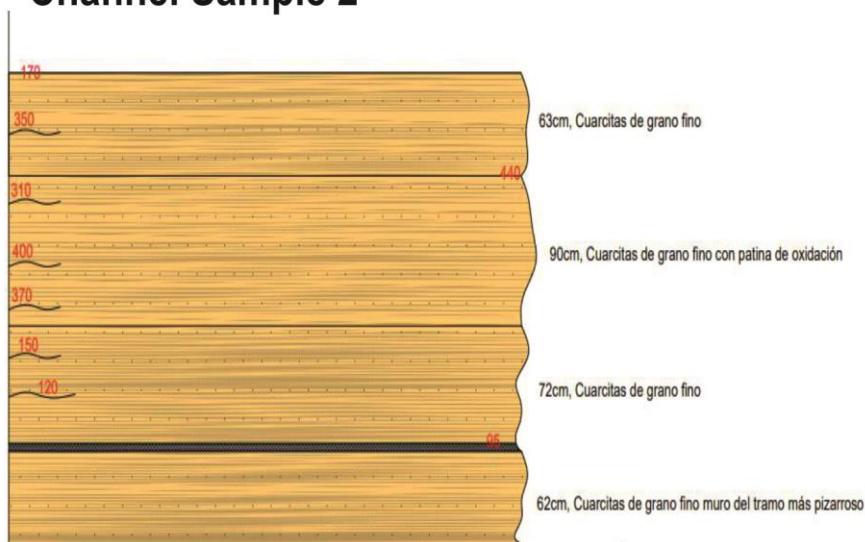 Channel Sample 2
170
350
63cm, Cuarcitas de grano fino
440
310
400
90cm, Cuarcitas de grano fino con patina de oxidación
370
150
120
72cm, Cuarcitas de grano fino
95
62cm, Cuarcitas de grano fino muro del tramo más pizarroso